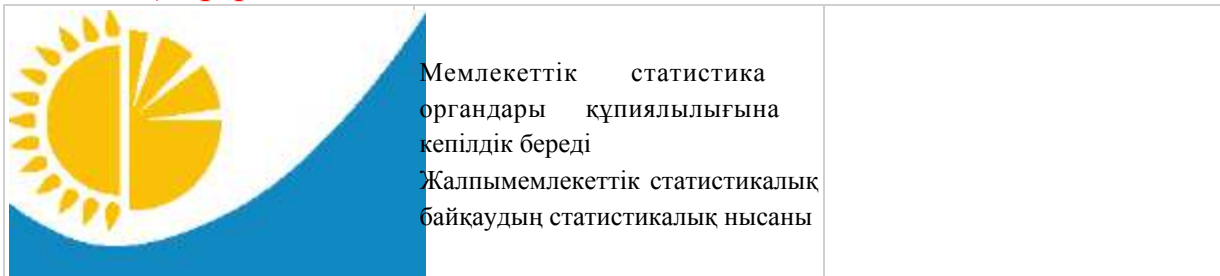 Мемлекеттік статистика
органдары құпиялылығына
кепілдік береді
Жалпымемлекеттік статистикалық
байқаудың статистикалық нысаны